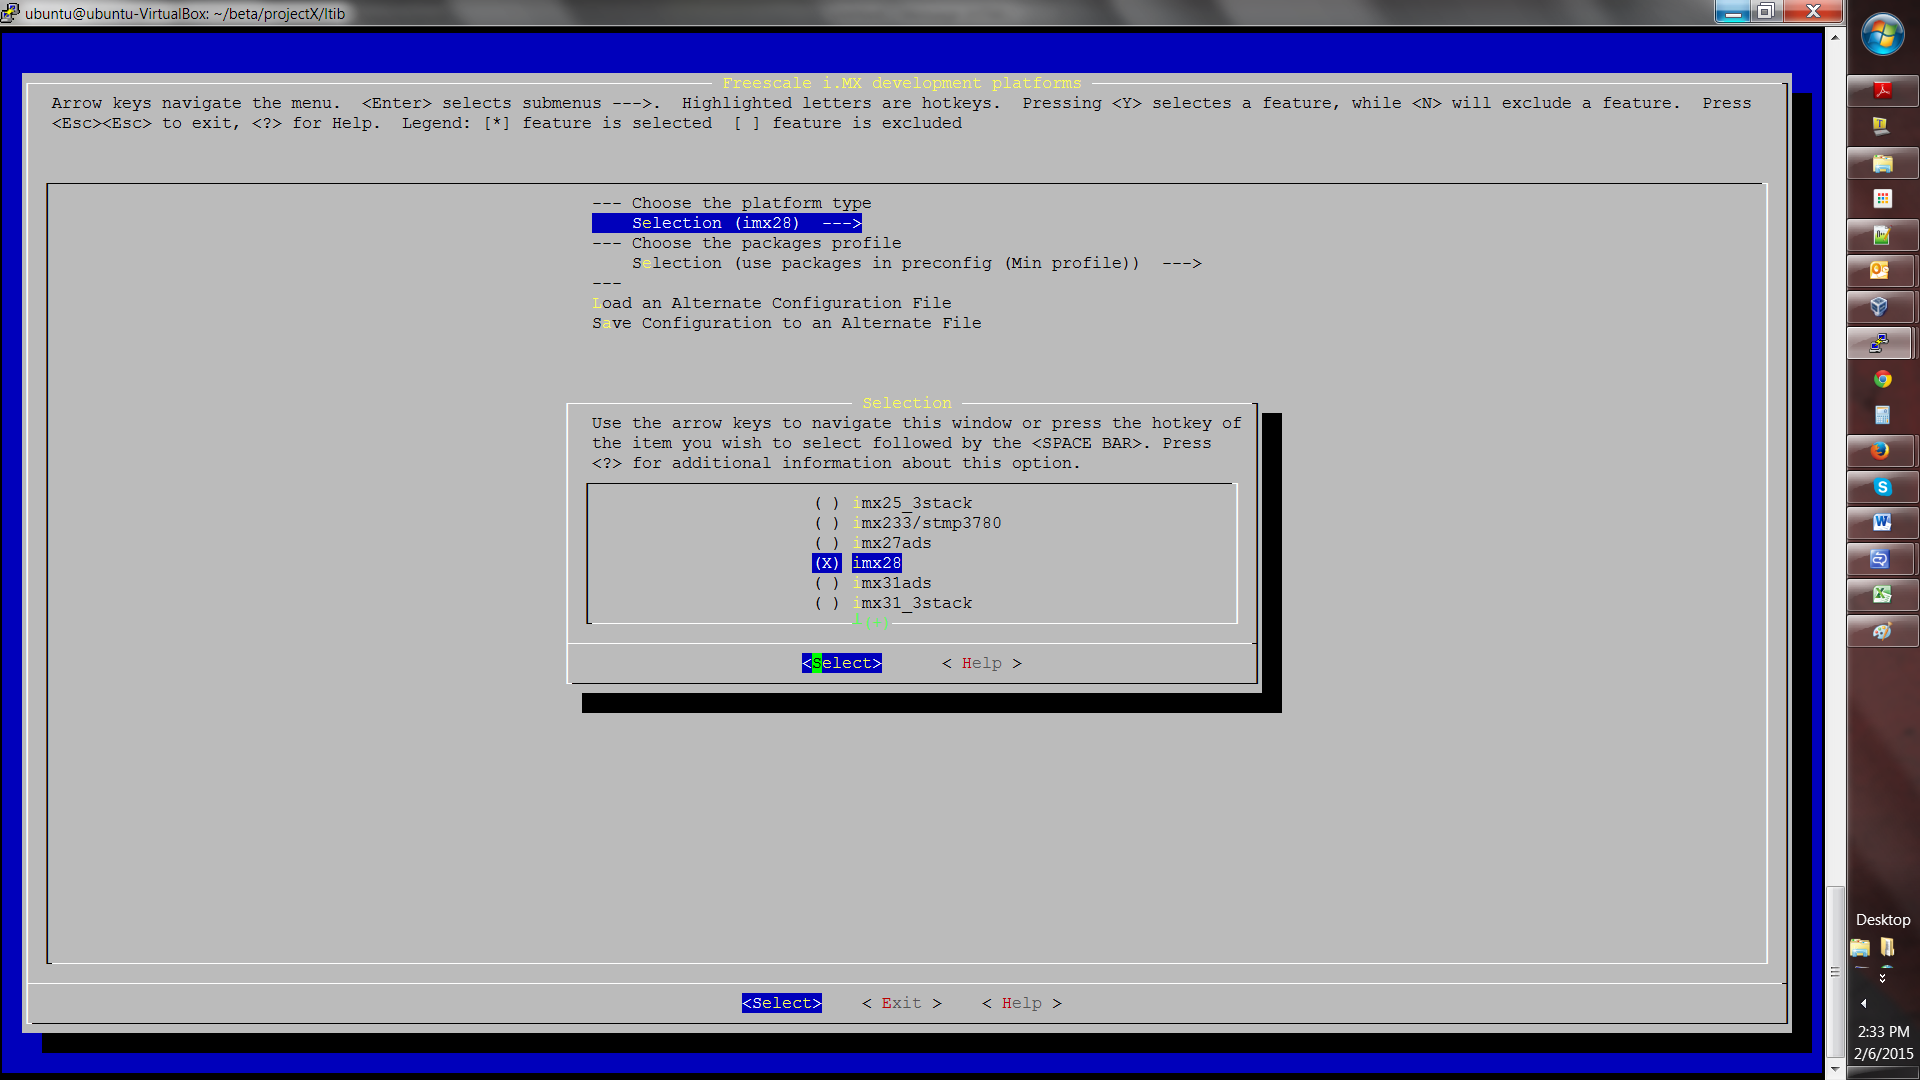 ubuntu@ubuntu-VirtualBox: ~/beta/projectX/ltib
Freescale i.MX development platforms
Arrow keys navigate the menu.  <Enter> selects submenus --->.  Highlighted letters are hotkeys.  Pressing <Y> selectes a feature, while <N> will exclude a feature.  Press
<Esc><Esc> to exit, <?> for Help.  Legend: [*] feature is selected  [ ] feature is excluded
--- Choose the platform type
Selection (imx28)  --->
--- Choose the packages profile
Selection (use packages in preconfig (Min profile))  --->
---
Load an Alternate Configuration File
Save Configuration to an Alternate File
Selection
Use the arrow keys to navigate this window or press the hotkey of
the item you wish to select followed by the <SPACE BAR>. Press
<?> for additional information about this option.
( ) imx25_3stack
( ) imx233/stmp3780
( ) imx27ads
(X) imx28
( ) imx31ads
( ) imx31_3stack
(+)
<Select>      < Help >
<Select>    < Exit >    < Help >
Desktop
2:33 PM
2/6/2015